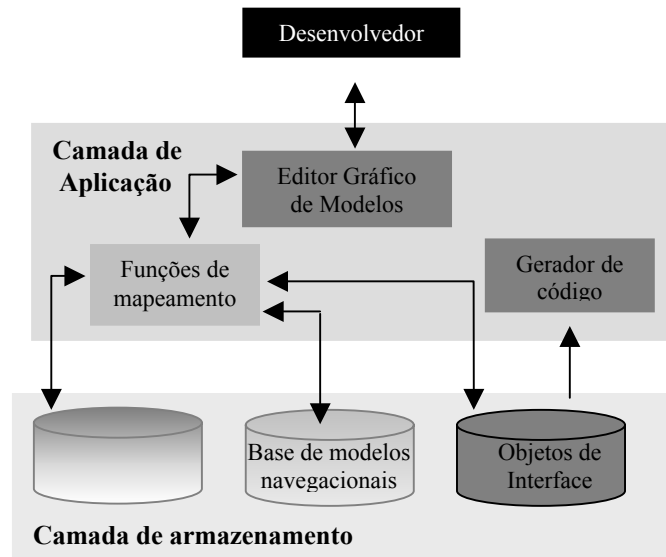 Desenvolvedor
Camada de
Aplicação
Editor Gráfico
de Modelos
Funções de
mapeamento
Gerador de
código
Base de modelos
navegacionais
Objetos de
Interface
Camada de armazenamento